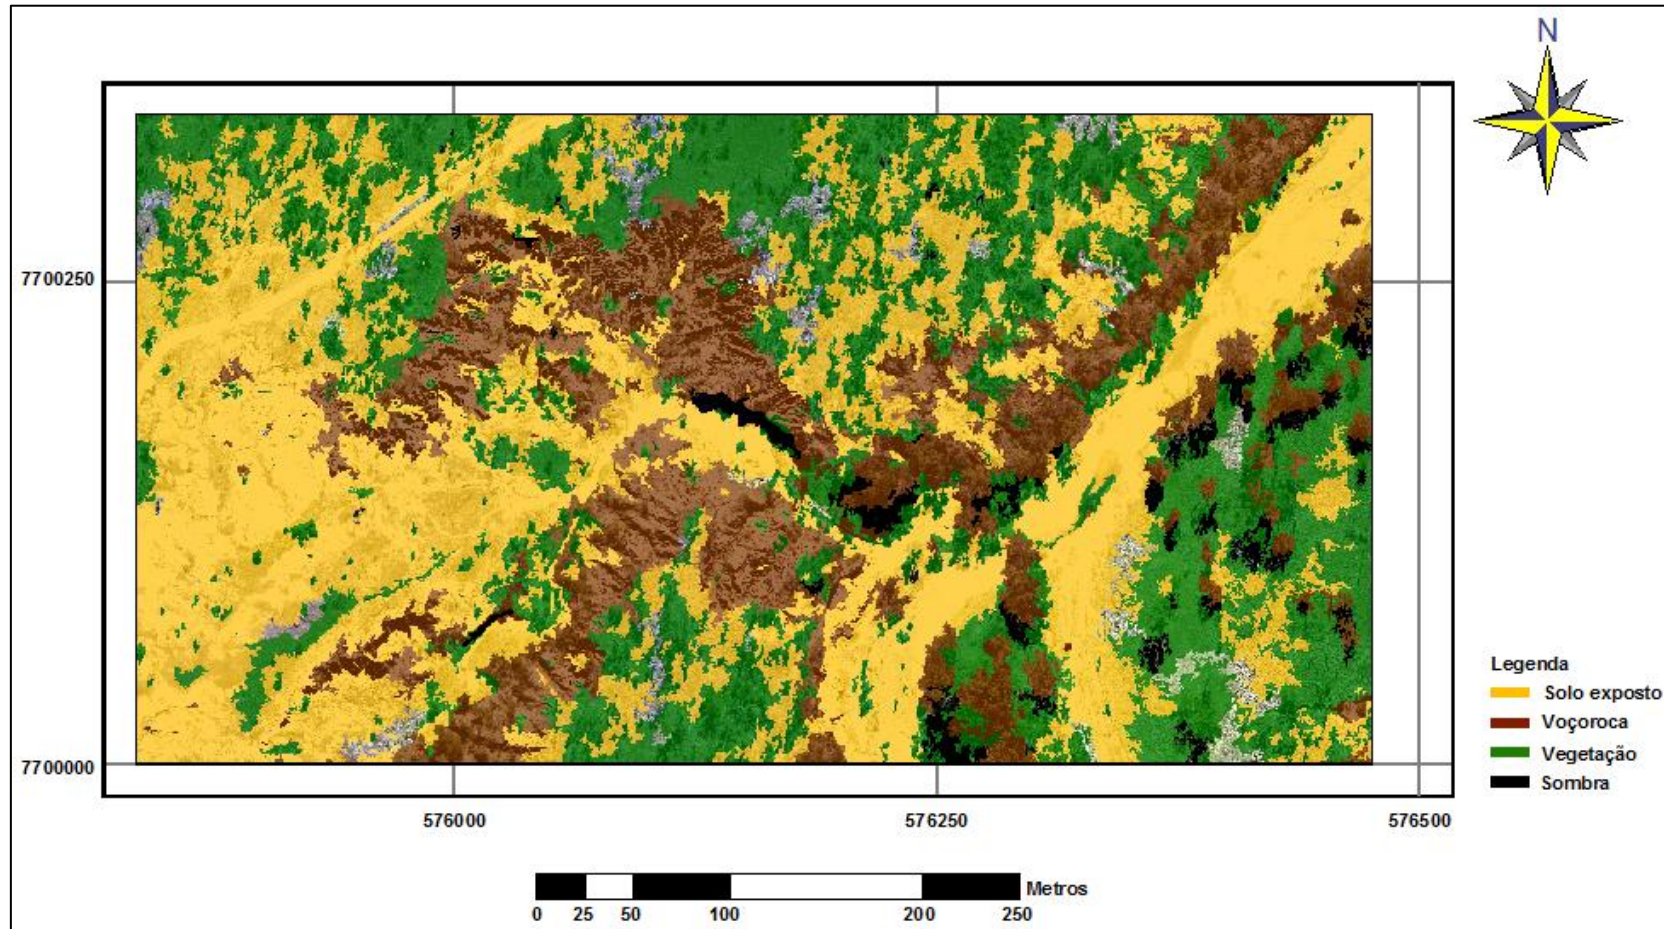 N
7700250
7700000
576000 576250 576500
Legenda
Solo exposto
Voçoroca
Vegetação
Sombra
Metros
0 25 50 100 200 250